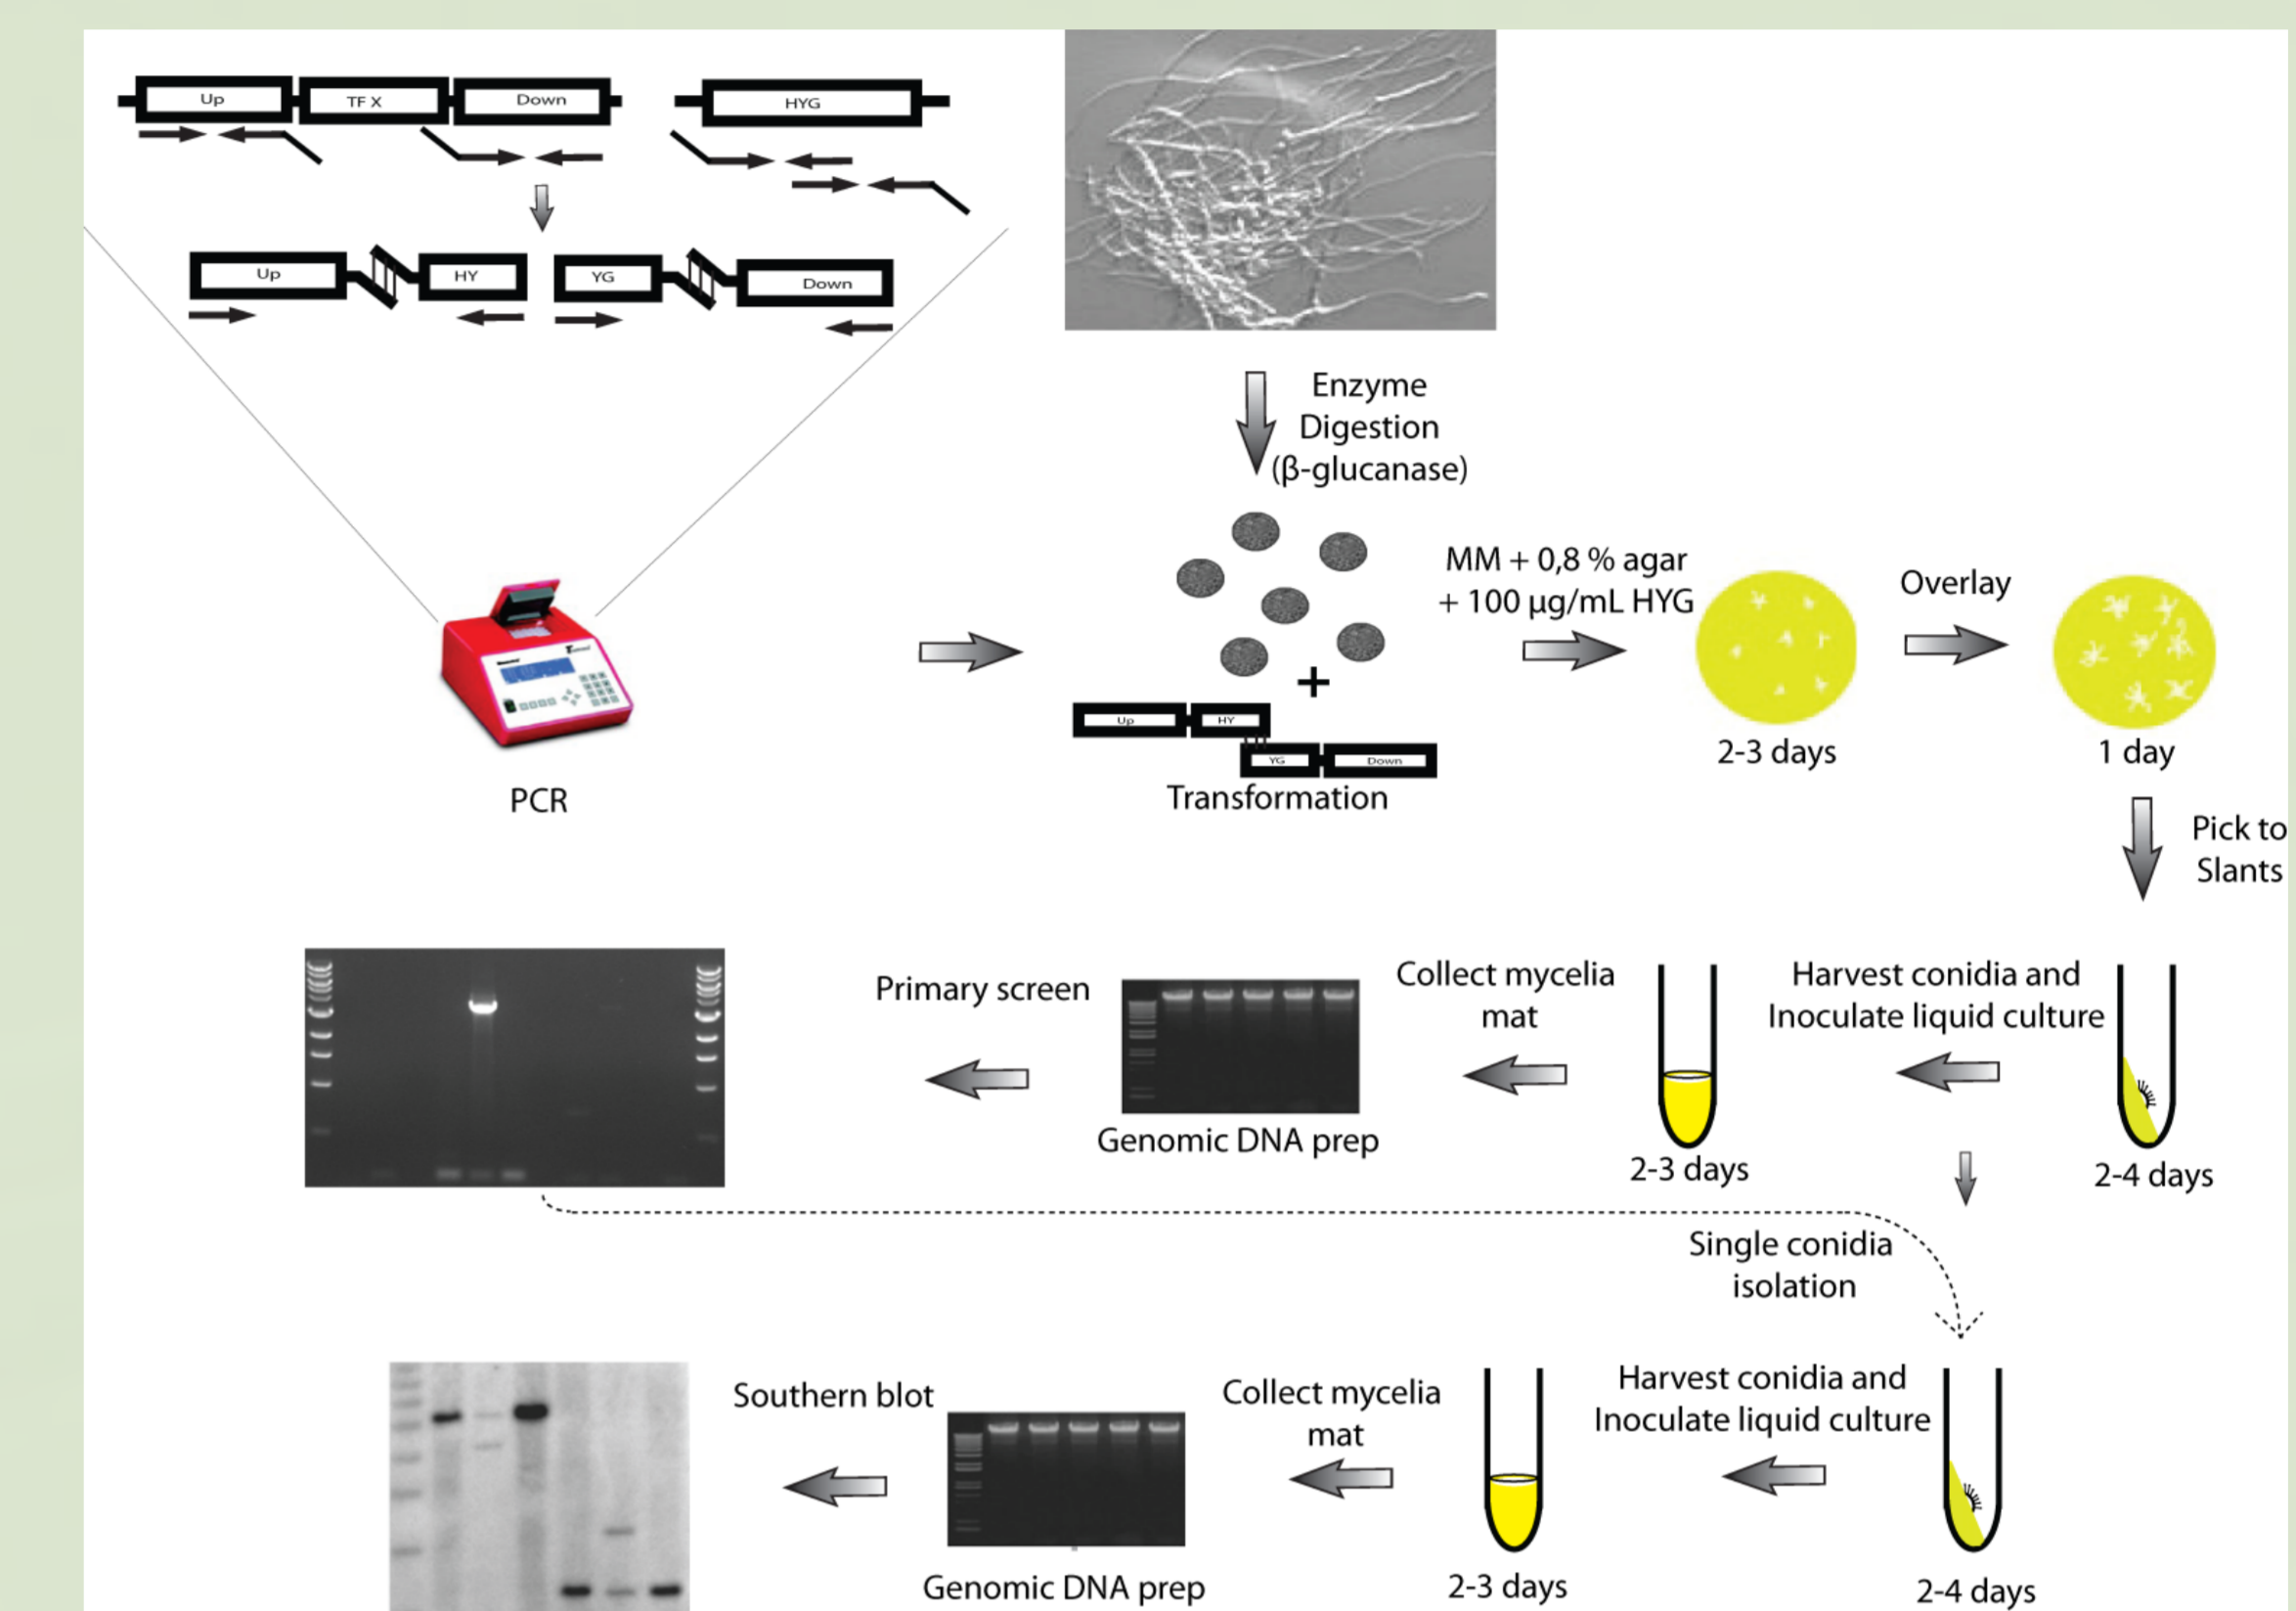 Up
TF X
Down
HYG
Up
HY
YG
Down
Enzyme
Digestion
(β-glucanase)
MM + 0,8 % agar
+ 100 µg/mL HYG
Overlay
Up
HY
YG
Down
2-3 days
1 day
PCR
Transformation
Pick to
Slants
Primary screen
Collect mycelia
mat
Harvest conidia and
Inoculate liquid culture
Genomic DNA prep
2-3 days
2-4 days
Single conidia
isolation
Southern blot
Collect mycelia
mat
Harvest conidia and
Inoculate liquid culture
Genomic DNA prep
2-3 days
2-4 days